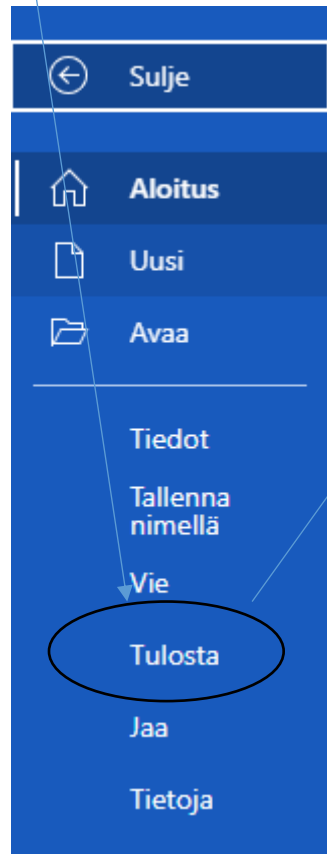 Sulje
Aloitus
Uusi
Avaa
Tiedot
Tallenna
nimellä
Vie
Tulosta
Jaa
Tietoja